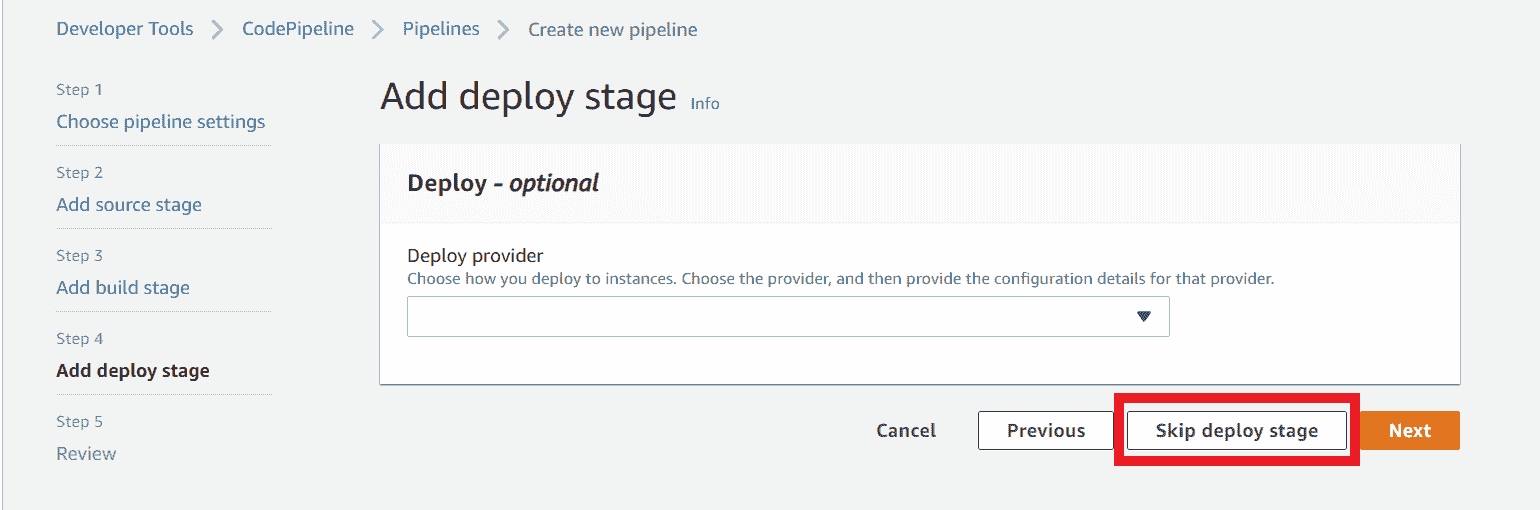 Developer Tools > CodePipeline > Pipelines > Create new pipeline
Step 1
Choose pipeline settings
Step 2
Add source stage
Step 3
Add build stage
Step 4
Add deploy stage
Step 5
Review
Add deploy stage Info
Deploy - optional
Deploy provider
Choose how you deploy to instances. Choose the provider, and then provide the configuration details for that provider.
Cancel Previous Skip deploy stage Next